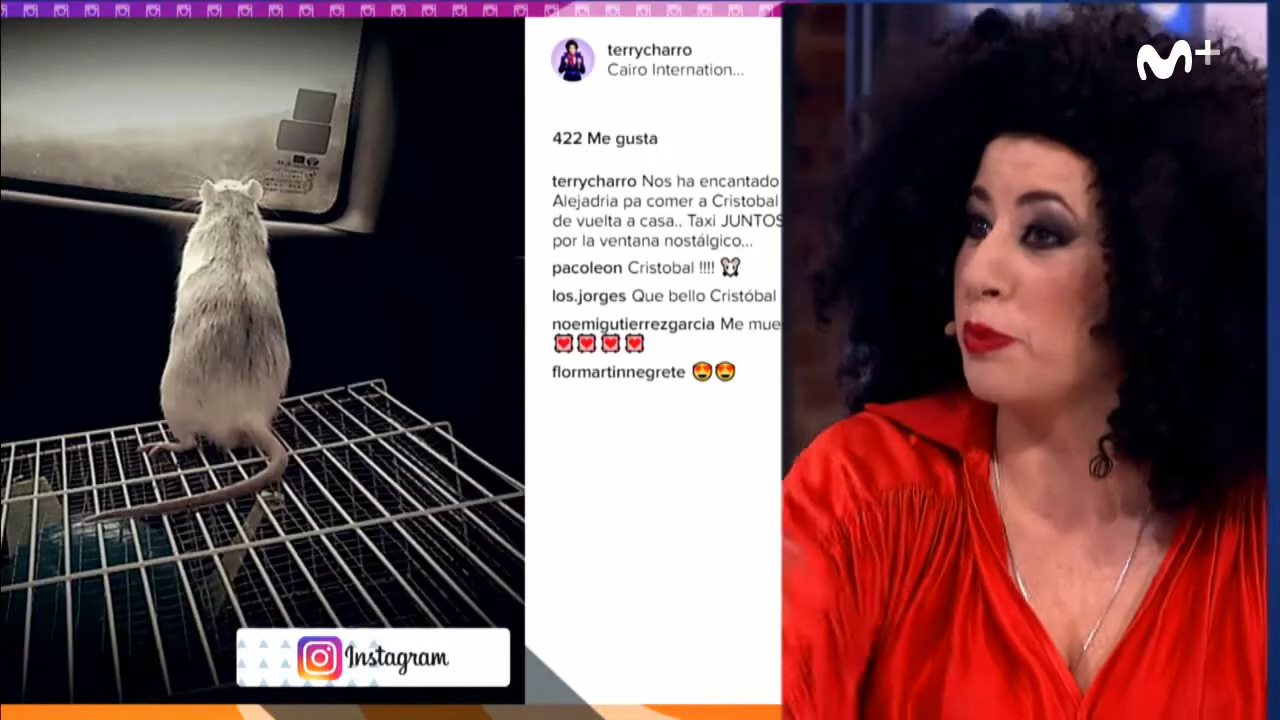 terrycharro
Cairo Internation...
422 Me gusta
terrycharro Nos ha encantado
Alejadria pa comer a Cristobal
de vuelta a casa.. Taxi JUNTOS
por la ventana nostálgico...
pacoleon Cristobal !!!! 🐭
los.jorges Que bello Cristóbal
noemigutierrezgarcia Me mue
💟💟💟💟
flormartinnegrete 😍😍
Instagram
M+